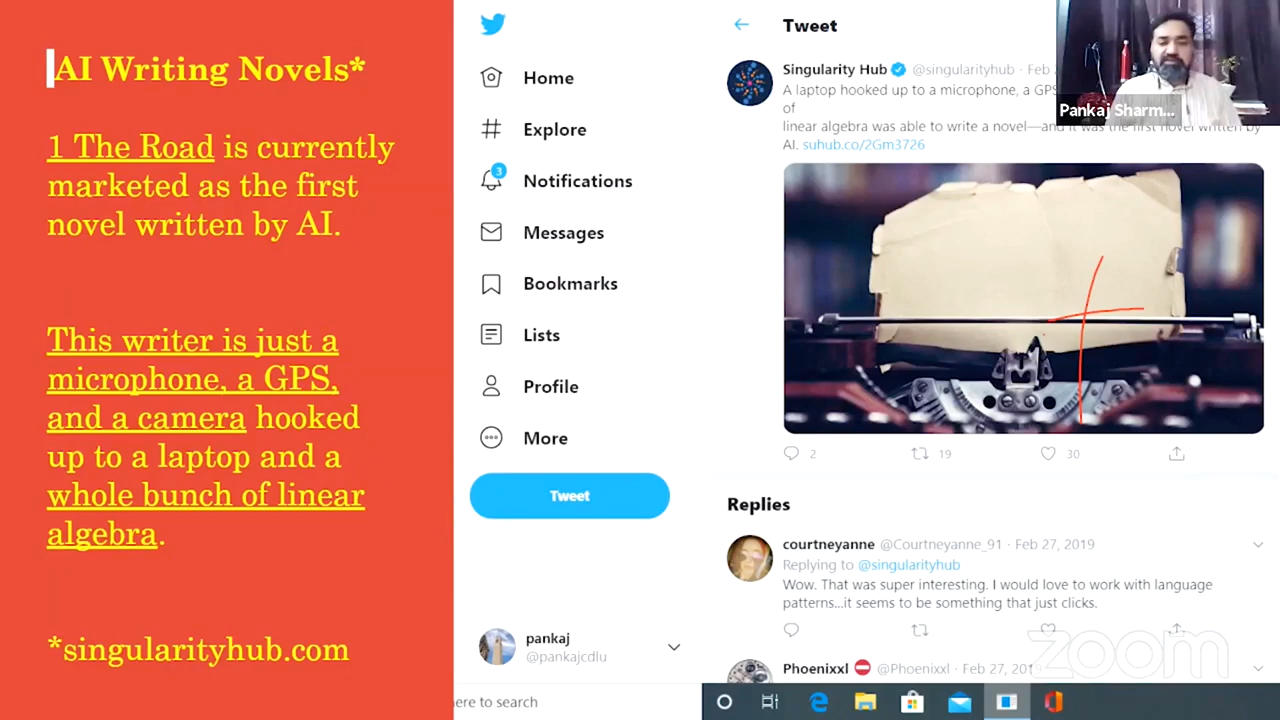 AI Writing Novels*
1 The Road is currently
marketed as the first
novel written by AI.
This writer is just a
microphone, a GPS,
and a camera hooked
up to a laptop and a
whole bunch of linear
algebra.
*singularityhub.com
Home
Explore
3
Notifications
Messages
Bookmarks
Lists
Profile
More
Tweet
pankaj
@pankajcdlu
ere to search
Tweet
Singularity Hub @singularityhub · Feb
A laptop hooked up to a microphone, a GPS
of
linear algebra was able to write a novel—and it was the first novel written by
AI. suhub.co/2Gm3726
Pankaj Sharm...
2 19 30
Replies
courtneyanne @Courtneyanne_91 · Feb 27, 2019
Replying to @singularityhub
Wow. That was super interesting. I would love to work with language
patterns...it seems to be something that just clicks.
zoom
Phoenixxl @Phoenixxl · Feb 27, 2019